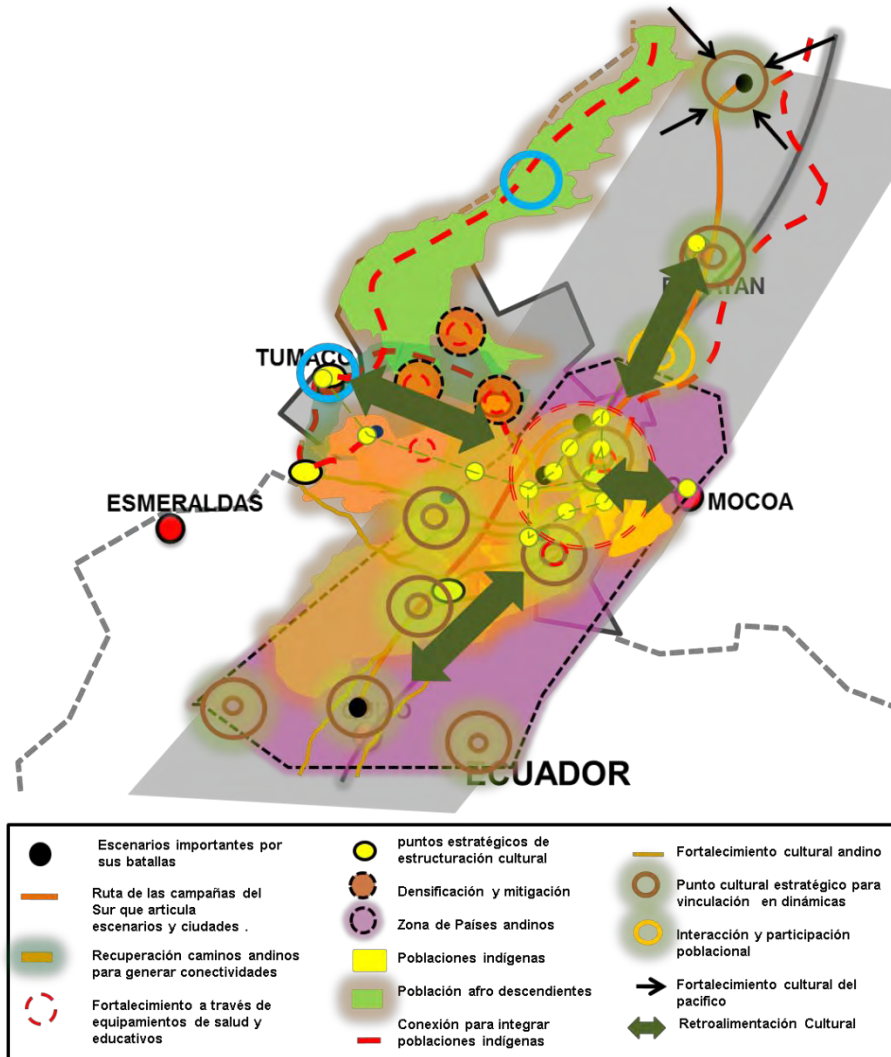 TUMACO
ESMERALDAS
MOCOA
ECUADOR
Escenarios importantes por
sus batallas
Ruta de las campañas del
Sur que articula
escenarios y ciudades .
Recuperación caminos andinos
para generar conectividades
Fortalecimiento a través de
equipamientos de salud y
educativos
puntos estratégicos de
estructuración cultural
Densificación y mitigación
Zona de Países andinos
Poblaciones indígenas
Población afro descendientes
Conexión para integrar
poblaciones indígenas
Fortalecimiento cultural andino
Punto cultural estratégico para
vinculación en dinámicas
Interacción y participación
poblacional
Fortalecimiento cultural del
pacifico
Retroalimentación Cultural